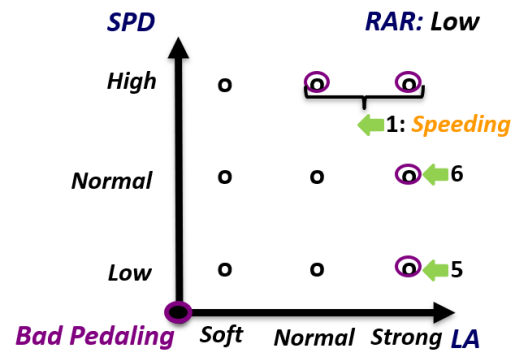 SPD
RAR: Low
High
1: Speeding
Normal
6
Low
5
Bad Pedaling
Soft
Normal
Strong
LA